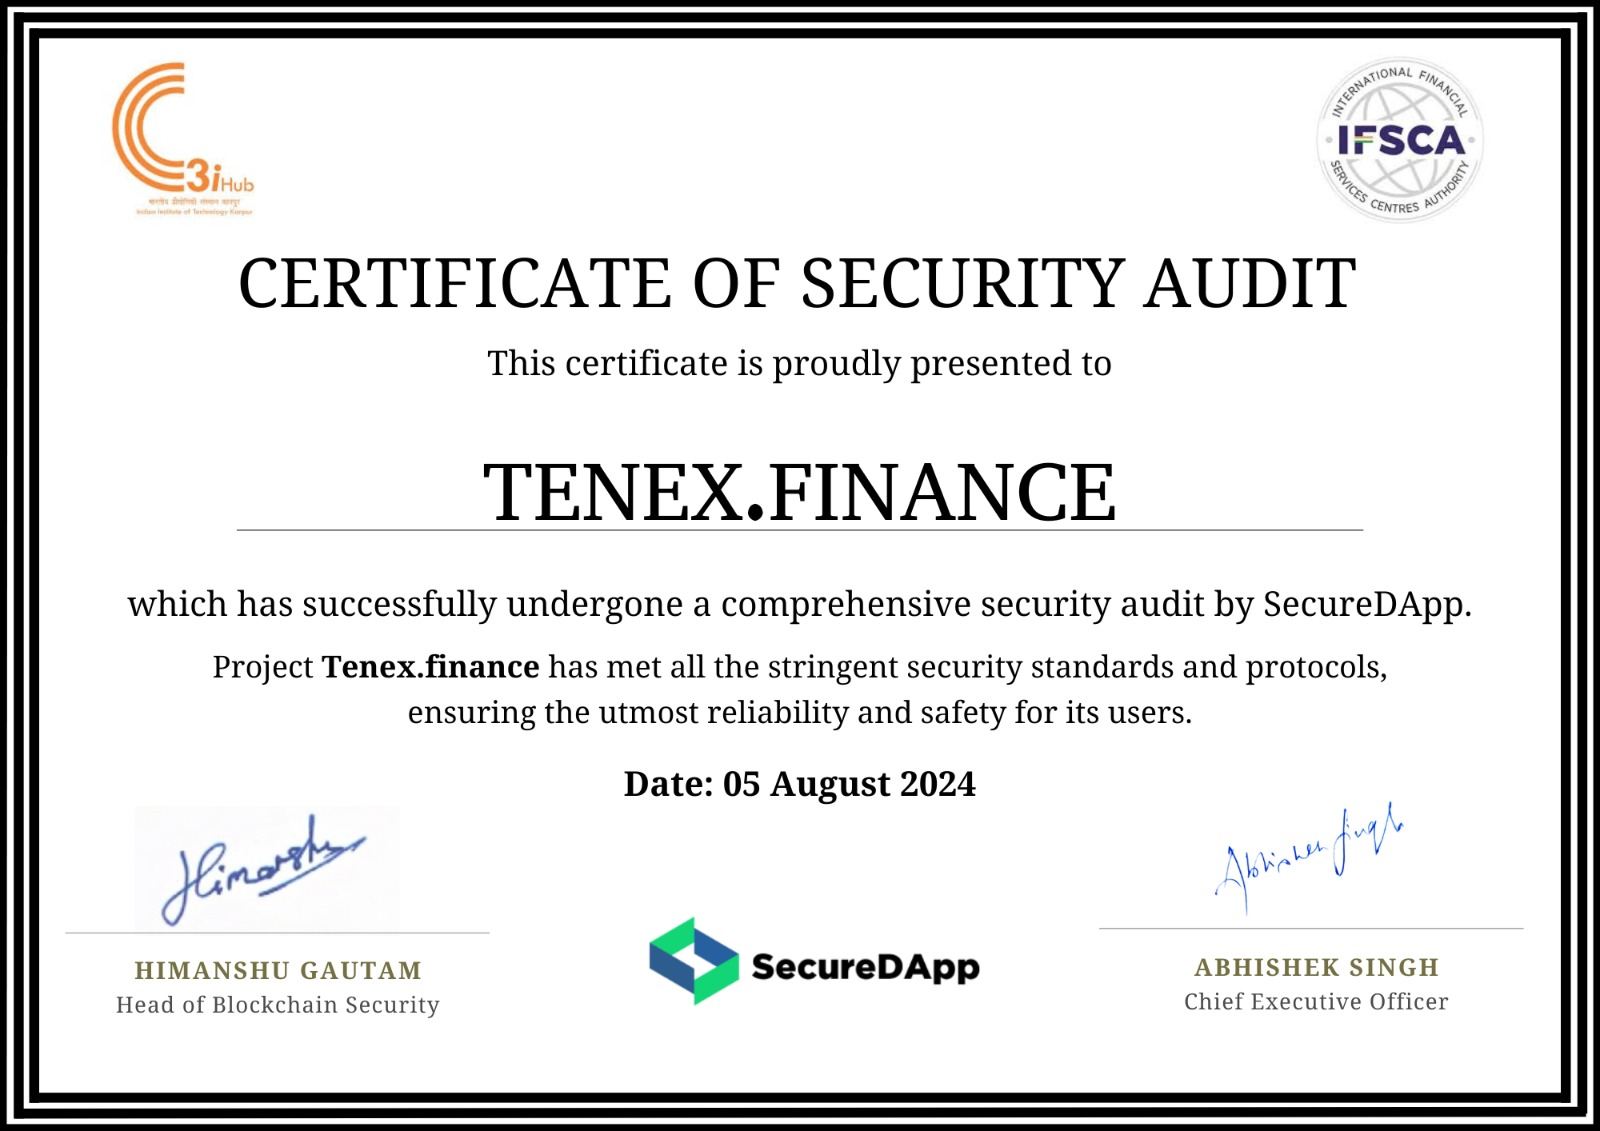 C3iHub
भारतीय प्रौद्योगिकी संस्थान कानपुर
Indian Institute of Technology Kanpur
INTERNATIONAL FINANCIAL
IFSCA
SERVICES CENTRES AUTHORITY
CERTIFICATE OF SECURITY AUDIT
This certificate is proudly presented to
TENEX.FINANCE
which has successfully undergone a comprehensive security audit by SecureDApp.
Project Tenex.finance has met all the stringent security standards and protocols,
ensuring the utmost reliability and safety for its users.
Date: 05 August 2024
Himanshu
Abhishek Singh
HIMANSHU GAUTAM
Head of Blockchain Security
SecureDApp
ABHISHEK SINGH
Chief Executive Officer